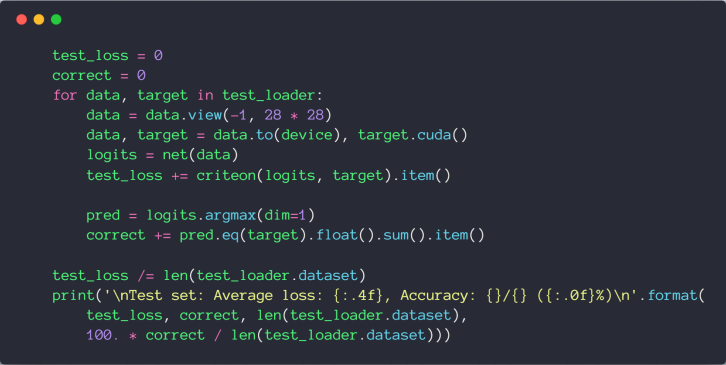 test_loss = 0
correct = 0
for data, target in test_loader:
    data = data.view(-1, 28 * 28)
    data, target = data.to(device), target.cuda()
    logits = net(data)
    test_loss += criteon(logits, target).item()

    pred = logits.argmax(dim=1)
    correct += pred.eq(target).float().sum().item()

test_loss /= len(test_loader.dataset)
print('\nTest set: Average loss: {:.4f}, Accuracy: {}/{} ({:.0f}%)\n'.format(
    test_loss, correct, len(test_loader.dataset),
    100. * correct / len(test_loader.dataset)))